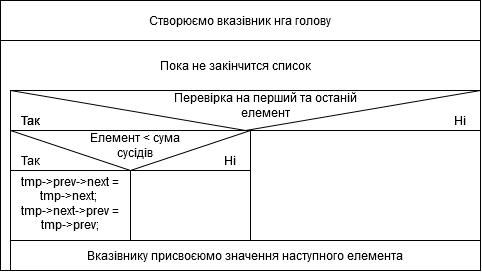 Створюємо вказівник нга голову
Пока не закінчится список
Перевірка на перший та останій
елемент
Так
Ні
Елемент < сума
сусідів
Так
Ні
tmp->prev->next =
tmp->next;
tmp->next->prev =
tmp->prev;
Вказівнику присвоюємо значення наступного елемента